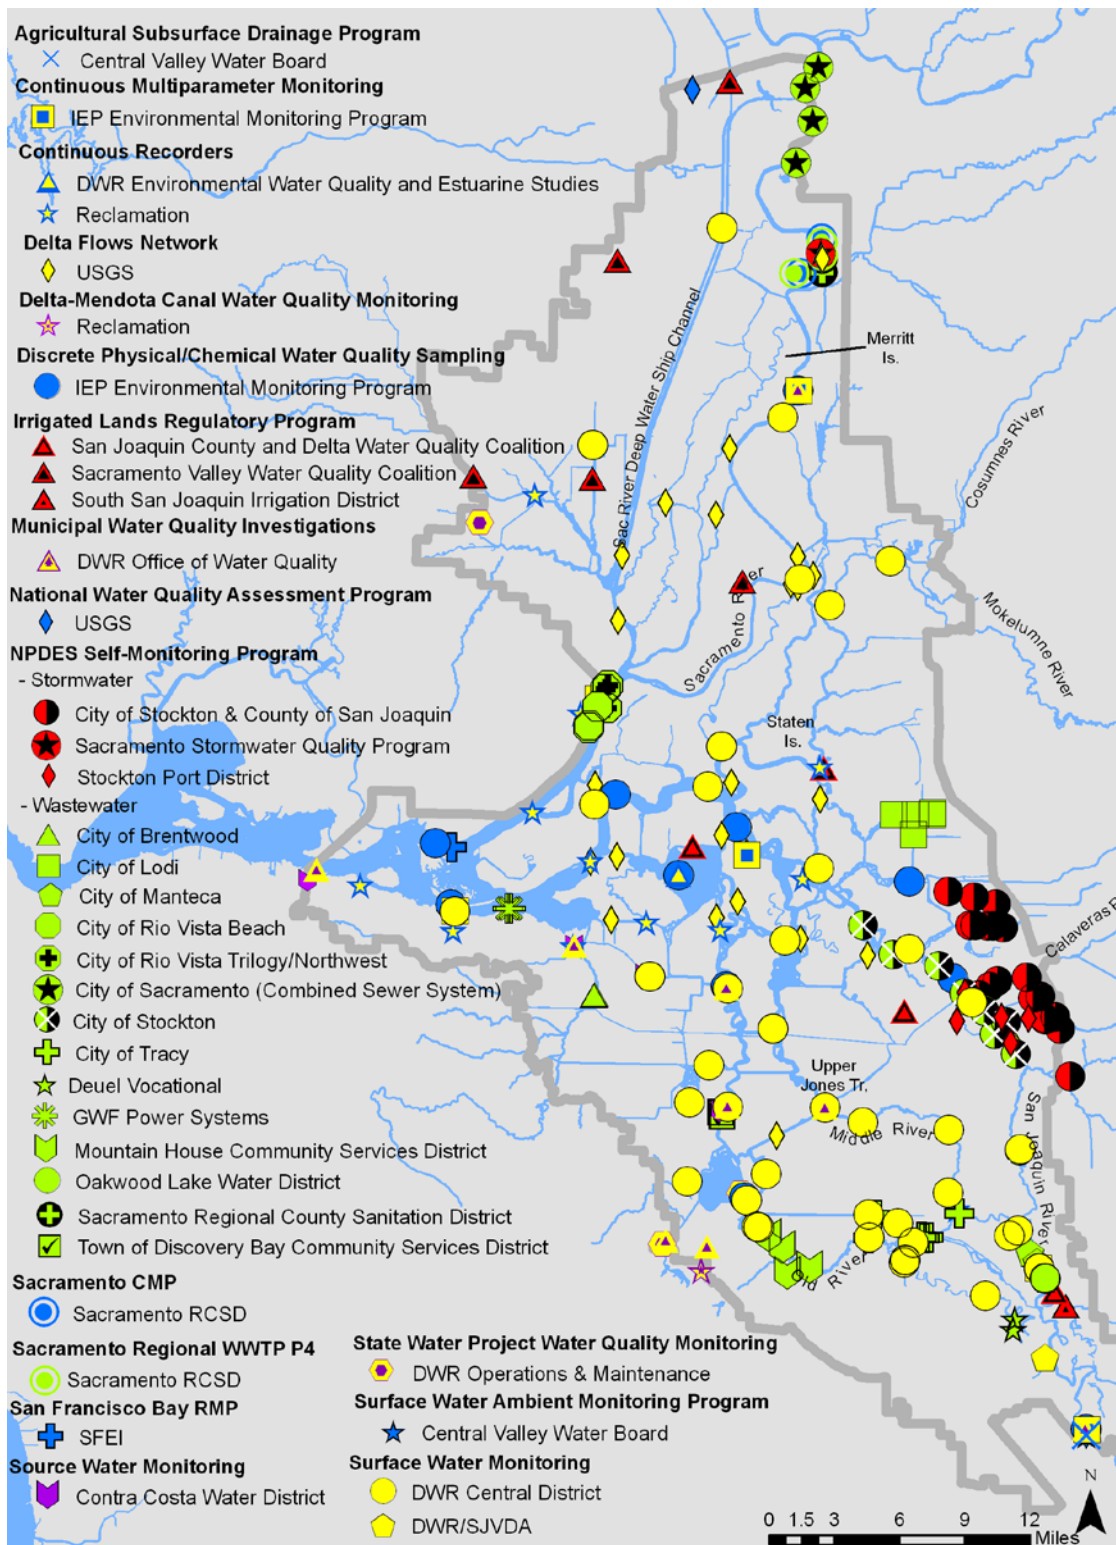 Agricultural Subsurface Drainage Program
Central Valley Water Board
Continuous Multiparameter Monitoring
IEP Environmental Monitoring Program
Continuous Recorders
DWR Environmental Water Quality and Estuarine Studies
Reclamation
Delta Flows Network
USGS
Delta-Mendota Canal Water Quality Monitoring
Reclamation
Discrete Physical/Chemical Water Quality Sampling
IEP Environmental Monitoring Program
Irrigated Lands Regulatory Program
San Joaquin County and Delta Water Quality Coalition
Sacramento Valley Water Quality Coalition
South San Joaquin Irrigation District
Municipal Water Quality Investigations
DWR Office of Water Quality
National Water Quality Assessment Program
USGS
NPDES Self-Monitoring Program
- Stormwater
City of Stockton & County of San Joaquin
Sacramento Stormwater Quality Program
Stockton Port District
- Wastewater
City of Brentwood
City of Lodi
City of Manteca
City of Rio Vista Beach
City of Rio Vista Trilogy/Northwest
City of Sacramento (Combined Sewer System)
City of Stockton
City of Tracy
Deuel Vocational
GWF Power Systems
Mountain House Community Services District
Oakwood Lake Water District
Sacramento Regional County Sanitation District
Town of Discovery Bay Community Services District
Sacramento CMP
Sacramento RCSD
Sacramento Regional WWTP P4
Sacramento RCSD
San Francisco Bay RMP
SFEI
Source Water Monitoring
Contra Costa Water District
State Water Project Water Quality Monitoring
DWR Operations & Maintenance
Surface Water Ambient Monitoring Program
Central Valley Water Board
Surface Water Monitoring
DWR Central District
DWR/SJVDA
Sac River Deep Water Ship Channel
Merritt
Is.
Cosumnes River
Mokelumne River
Sacramento River
Staten
Is.
Calaveras R
Upper
Jones Tr.
Middle River
San Joaquin River
Old River
N
0 1.5 3 6 9 12
Miles